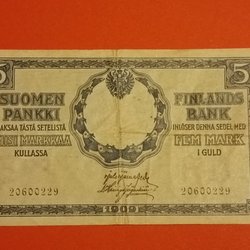 5 5
SUOMEN PANKKI
MAKSAA TÄSTÄ SETELISTÄ
VIISI MARKKAA
KULLASSA
FINLANDS BANK
INLÖSER DENNA SEDEL MED
FEM MARK
I GULD
20600229 20600229
1909